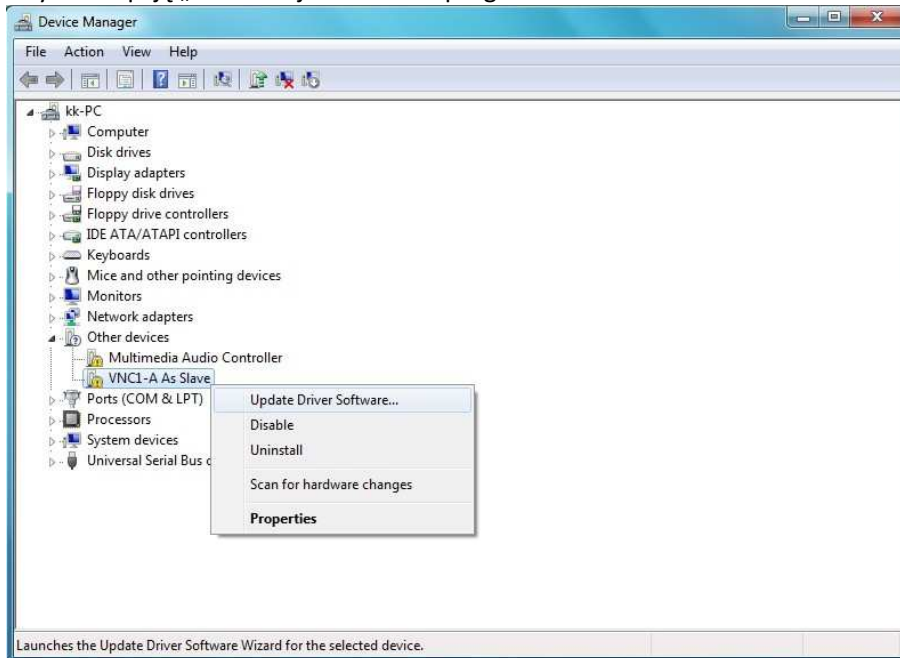 Device Manager
File Action View Help
kk-PC
Computer
Disk drives
Display adapters
Floppy disk drives
Floppy drive controllers
IDE ATA/ATAPI controllers
Keyboards
Mice and other pointing devices
Monitors
Network adapters
Other devices
Multimedia Audio Controller
VNC1-A As Slave
Ports (COM & LPT)
Processors
System devices
Universal Serial Bus c
Update Driver Software...
Disable
Uninstall
Scan for hardware changes
Properties
Launches the Update Driver Software Wizard for the selected device.